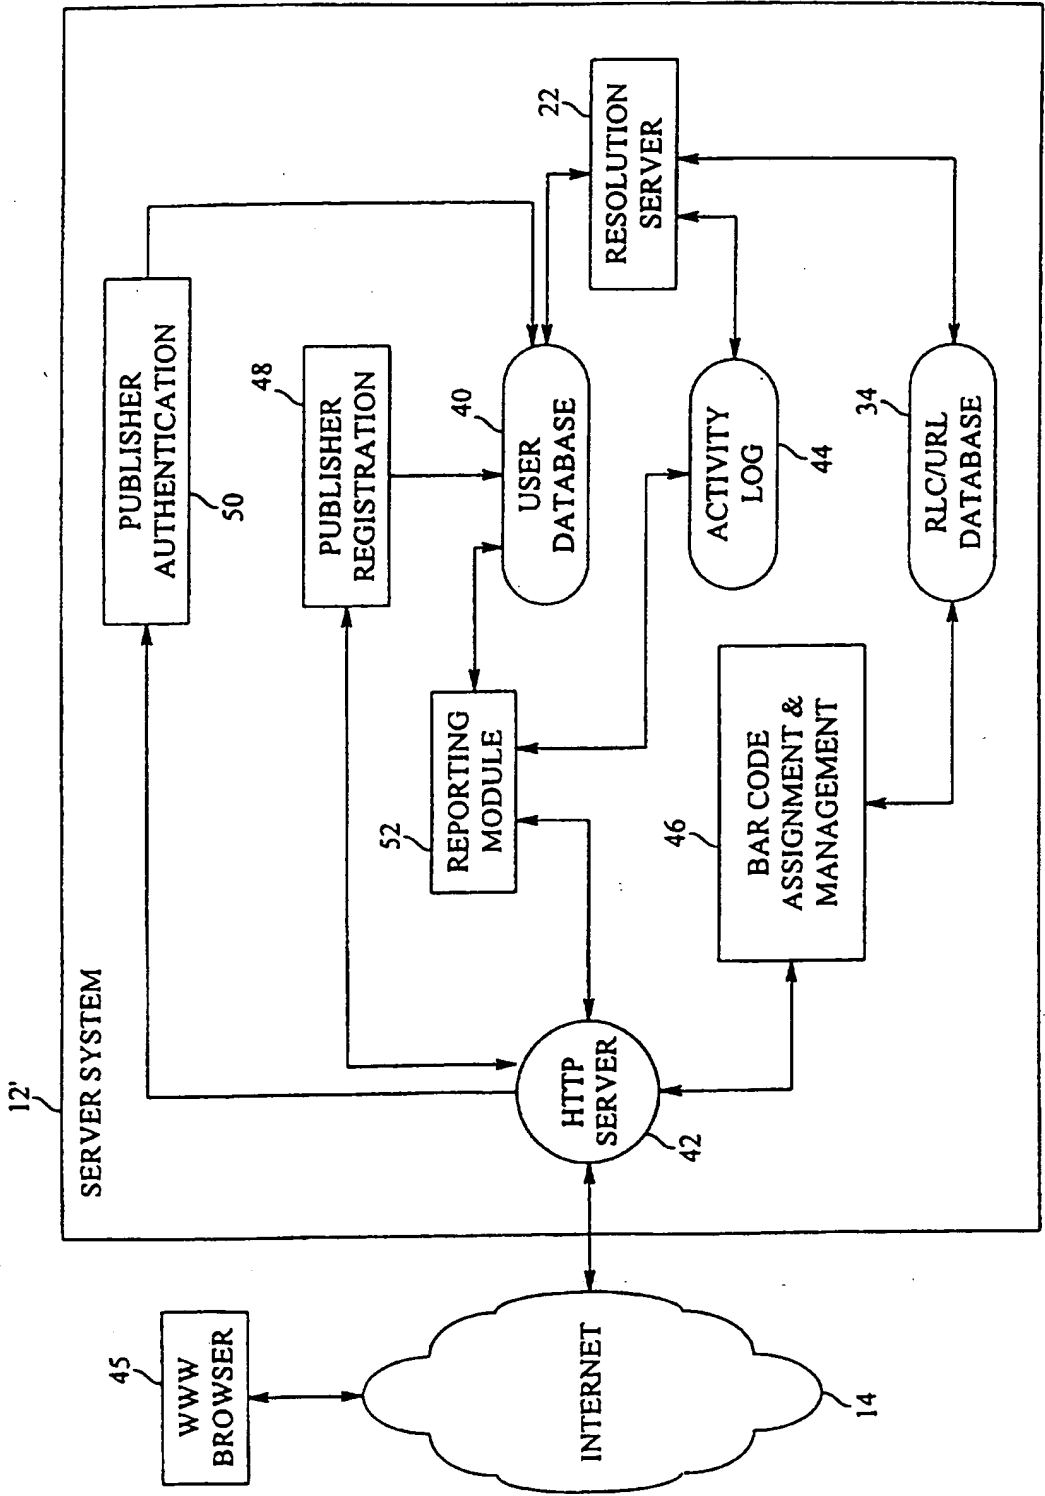 12'
SERVER SYSTEM
45
WWW
BROWSER
INTERNET
14
HTTP
SERVER
42
PUBLISHER
AUTHENTICATION
50
48
PUBLISHER
REGISTRATION
52
REPORTING
MODULE
40
USER
DATABASE
ACTIVITY
LOG
44
46
BAR CODE
ASSIGNMENT &
MANAGEMENT
34
RLC/URL
DATABASE
22
RESOLUTION
SERVER